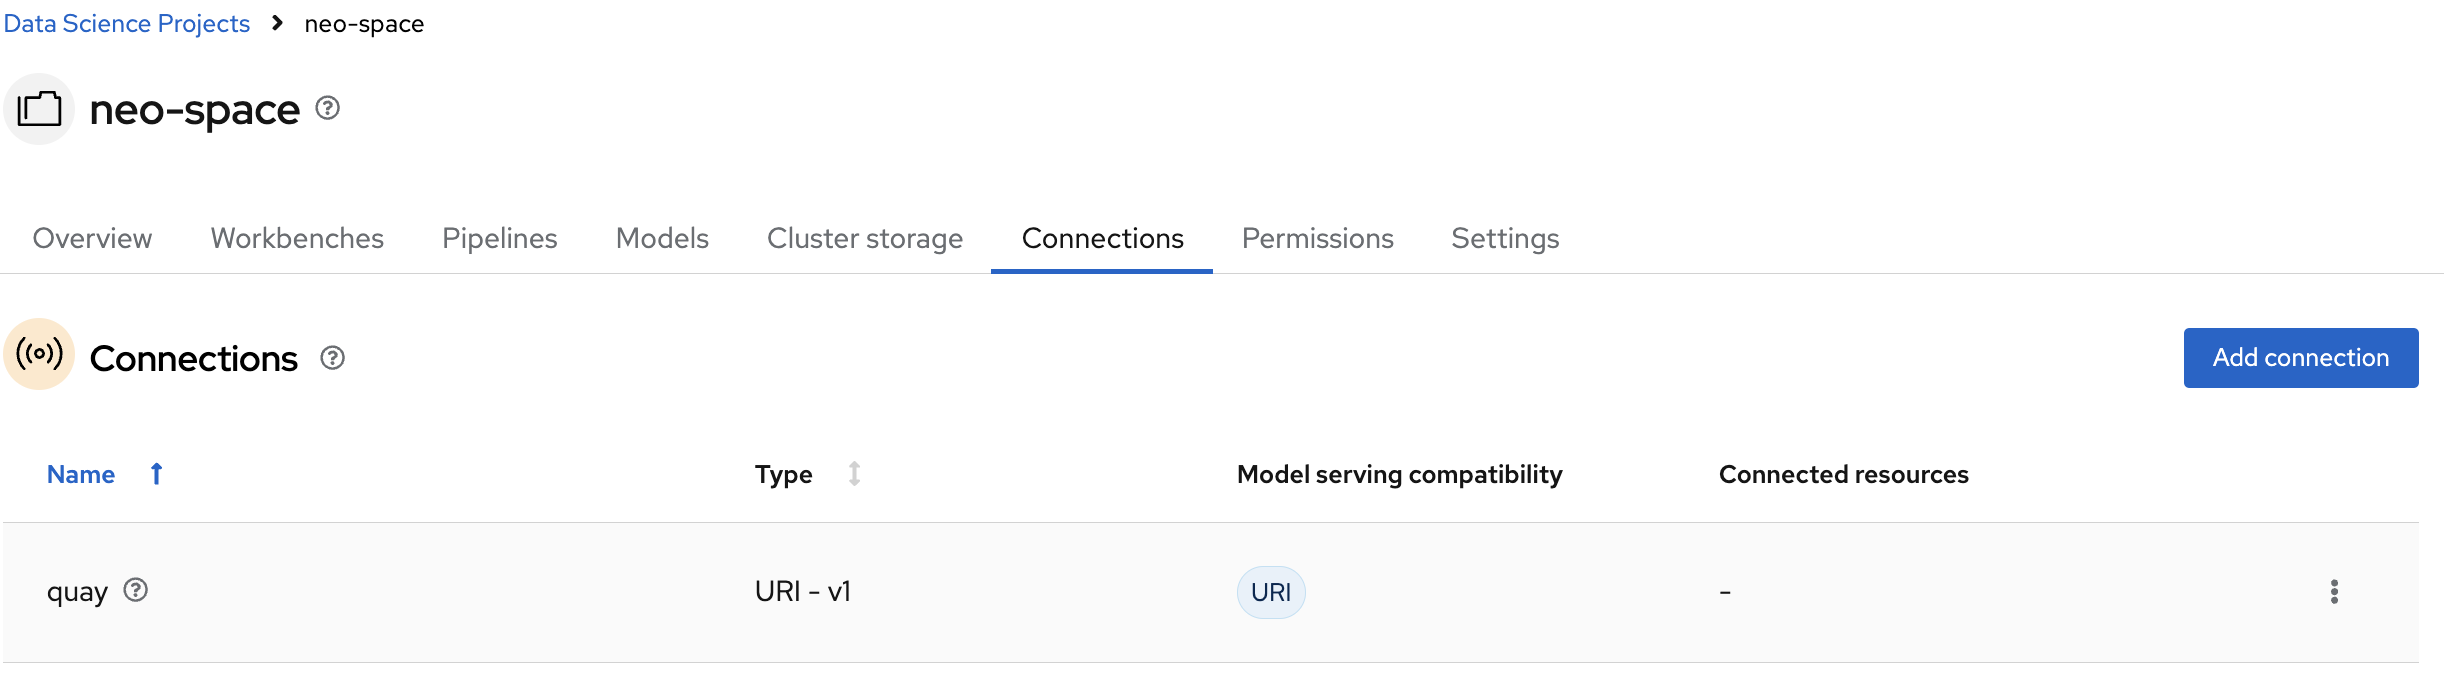 Data Science Projects > neo-space
neo-space
Overview Workbenches Pipelines Models Cluster storage Connections Permissions Settings
Connections
Add connection
Name Type Model serving compatibility Connected resources
quay URI - v1 URI -